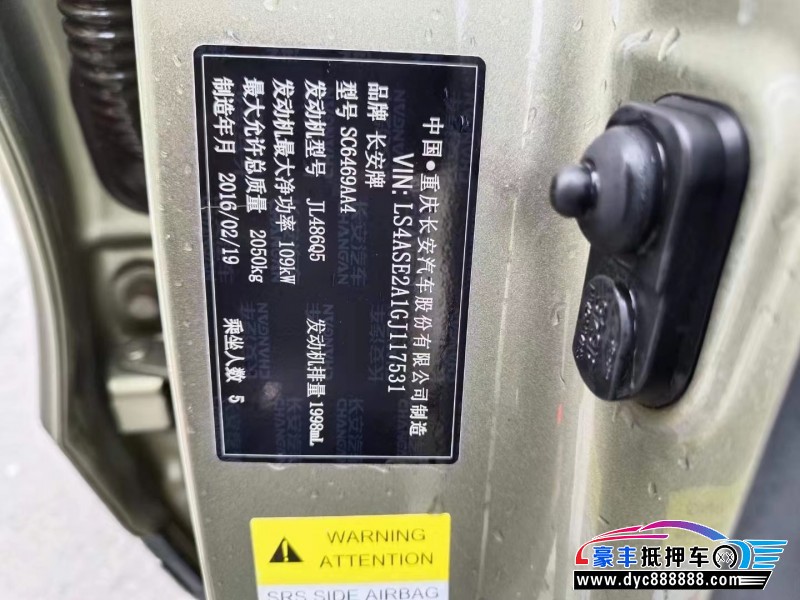 中国●重庆长安汽车股份有限公司制造
VIN: LS4ASE2A1GJ117531
品牌 长安牌
型号 SC6469AA4
发动机型号 JL486Q5 发动机排量 1998mL
发动机最大净功率 109kW
最大允许总质量 2050kg
制造年月 2016/02/19 乘坐人数 5
WARNING
ATTENTION
SRS SIDE AIRBAG
豪丰抵押车
www.dyc888888.com